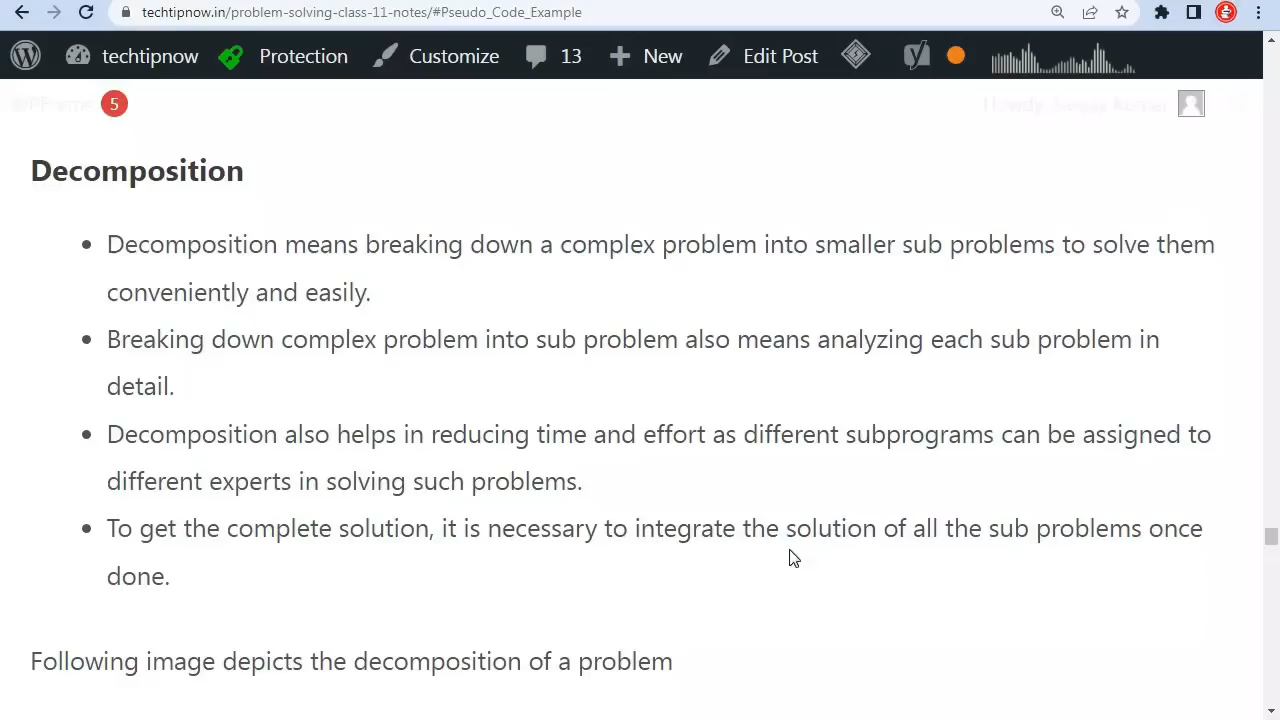 techtipnow.in/problem-solving-class-11-notes/#Pseudo_Code_Example
techtipnow Protection Customize 13 New Edit Post
5
Decomposition
• Decomposition means breaking down a complex problem into smaller sub problems to solve them
conveniently and easily.
• Breaking down complex problem into sub problem also means analyzing each sub problem in
detail.
• Decomposition also helps in reducing time and effort as different subprograms can be assigned to
different experts in solving such problems.
• To get the complete solution, it is necessary to integrate the solution of all the sub problems once
done.
Following image depicts the decomposition of a problem